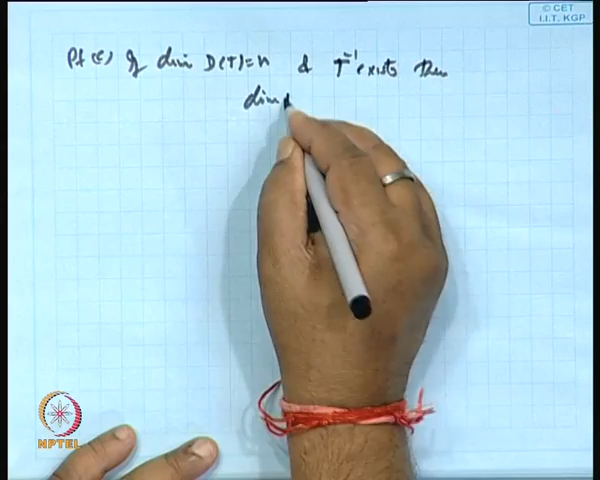 © CET
I.I.T. KGP
Pf (c) If dim D(T)=n & T⁻¹ exists then
dim
NPTEL